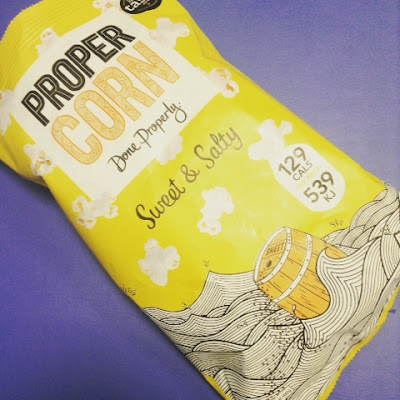 PROPER
CORN
Done Properly.
Sweet & Salty
129
CALS
539
KJ